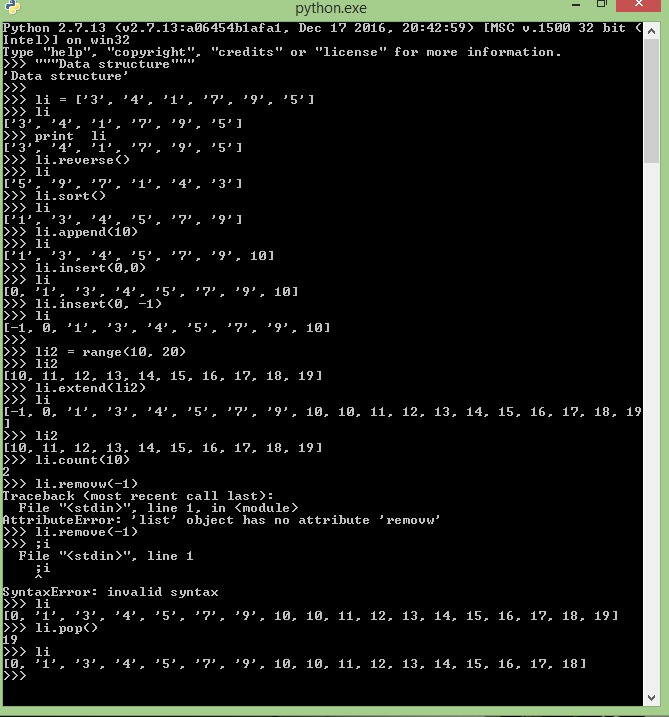 python.exe
Python 2.7.13 (v2.7.13:a06454b1afa1, Dec 17 2016, 20:42:59) [MSC v.1500 32 bit (
Intel)] on win32
Type "help", "copyright", "credits" or "license" for more information.
>>> """Data structure"""
'Data structure'
>>>
>>> li = ['3', '4', '1', '7', '9', '5']
>>> li
['3', '4', '1', '7', '9', '5']
>>> print  li
['3', '4', '1', '7', '9', '5']
>>> li.reverse()
>>> li
['5', '9', '7', '1', '4', '3']
>>> li.sort()
>>> li
['1', '3', '4', '5', '7', '9']
>>> li.append(10)
>>> li
['1', '3', '4', '5', '7', '9', 10]
>>> li.insert(0,0)
>>> li
[0, '1', '3', '4', '5', '7', '9', 10]
>>> li.insert(0, -1)
>>> li
[-1, 0, '1', '3', '4', '5', '7', '9', 10]
>>>
>>> li2 = range(10, 20)
>>> li2
[10, 11, 12, 13, 14, 15, 16, 17, 18, 19]
>>> li.extend(li2)
>>> li
[-1, 0, '1', '3', '4', '5', '7', '9', 10, 10, 11, 12, 13, 14, 15, 16, 17, 18, 19
]
>>> li2
[10, 11, 12, 13, 14, 15, 16, 17, 18, 19]
>>> li.count(10)
2
>>> li.removw(-1)
Traceback (most recent call last):
  File "<stdin>", line 1, in <module>
AttributeError: 'list' object has no attribute 'removw'
>>> li.remove(-1)
>>> ;i
  File "<stdin>", line 1
    ;i
    ^
SyntaxError: invalid syntax
>>> li
[0, '1', '3', '4', '5', '7', '9', 10, 10, 11, 12, 13, 14, 15, 16, 17, 18, 19]
>>> li.pop()
19
>>> li
[0, '1', '3', '4', '5', '7', '9', 10, 10, 11, 12, 13, 14, 15, 16, 17, 18]
>>>